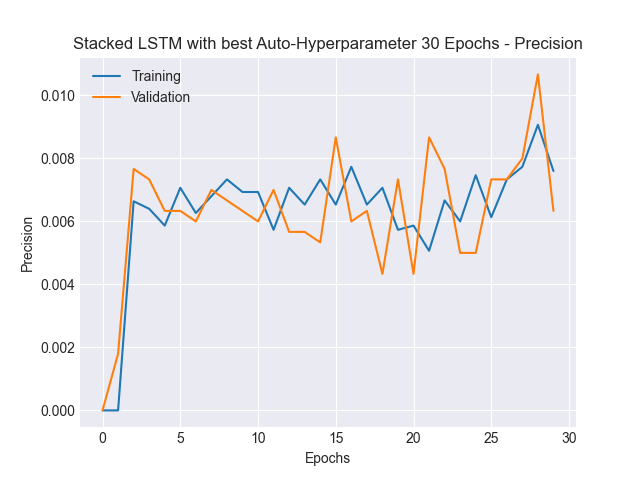 Stacked LSTM with best Auto-Hyperparameter 30 Epochs - Precision
Training
Validation
0.010
0.008
0.006
0.004
0.002
0.000
Precision
0 5 10 15 20 25 30
Epochs